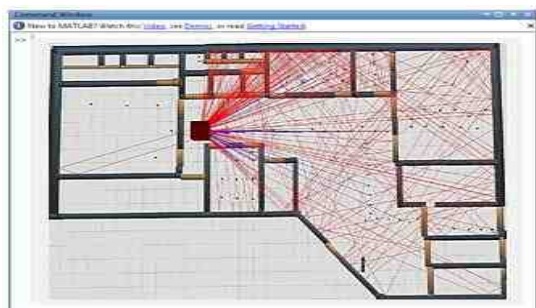 Command Window
New to MATLAB? Watch this Video, see Demos, or read Getting Started.
>>